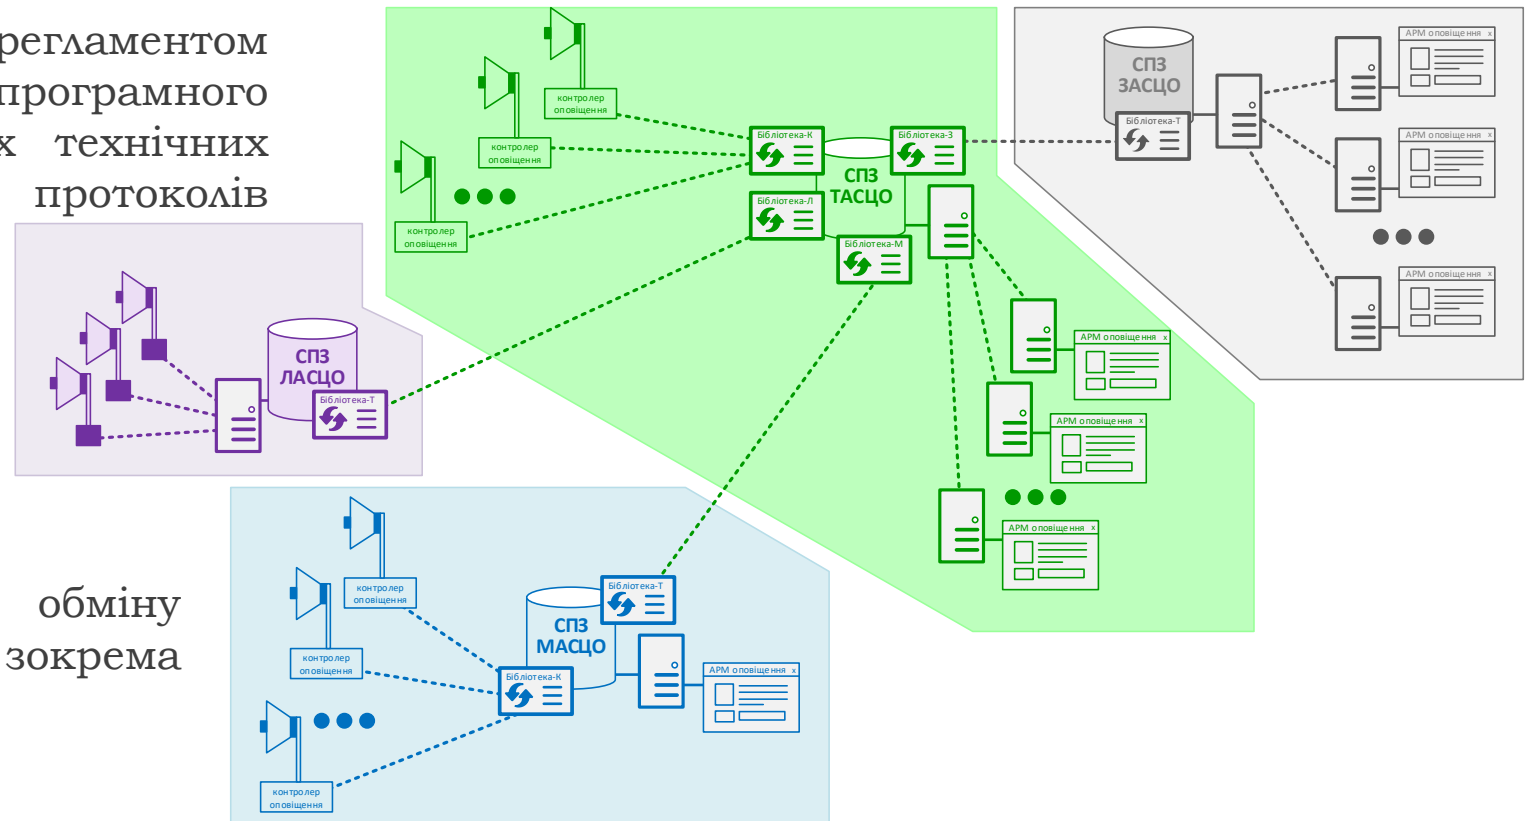 регламентом
програмного
х технічних
протоколів
обміну
зокрема
контролер
оповіщення
контролер
оповіщення
контролер
оповіщення
Бібліотека-К
Бібліотека-З
СПЗ
ТАСЦО
Бібліотека-Л
Бібліотека-М
АРМ оповіщення x
АРМ оповіщення x
АРМ оповіщення x
СПЗ
ЗАСЦО
Бібліотека-Т
АРМ оповіщення x
АРМ оповіщення x
АРМ оповіщення x
СПЗ
ЛАСЦО
Бібліотека-Т
контролер
оповіщення
контролер
оповіщення
контролер
оповіщення
Бібліотека-Т
СПЗ
МАСЦО
Бібліотека-К
АРМ оповіщення x